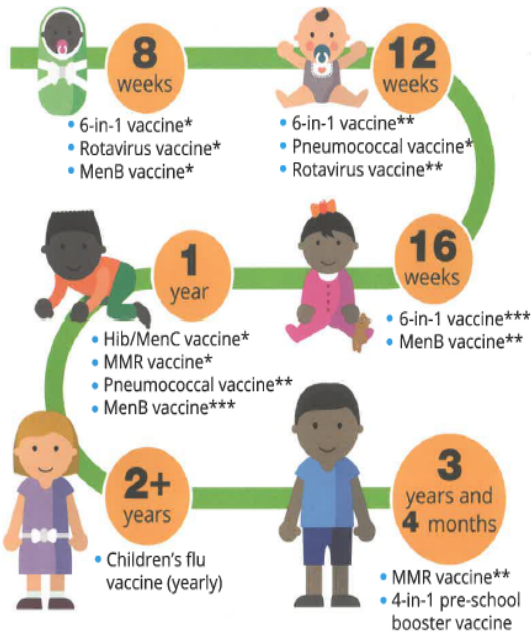 8
weeks
• 6-in-1 vaccine*
• Rotavirus vaccine*
• MenB vaccine*
12
weeks
• 6-in-1 vaccine**
• Pneumococcal vaccine*
• Rotavirus vaccine**
16
weeks
• 6-in-1 vaccine***
• MenB vaccine**
1
year
• Hib/MenC vaccine*
• MMR vaccine*
• Pneumococcal vaccine**
• MenB vaccine***
2+
years
• Children's flu
vaccine (yearly)
3
years and
4 months
• MMR vaccine**
• 4-in-1 pre-school
booster vaccine